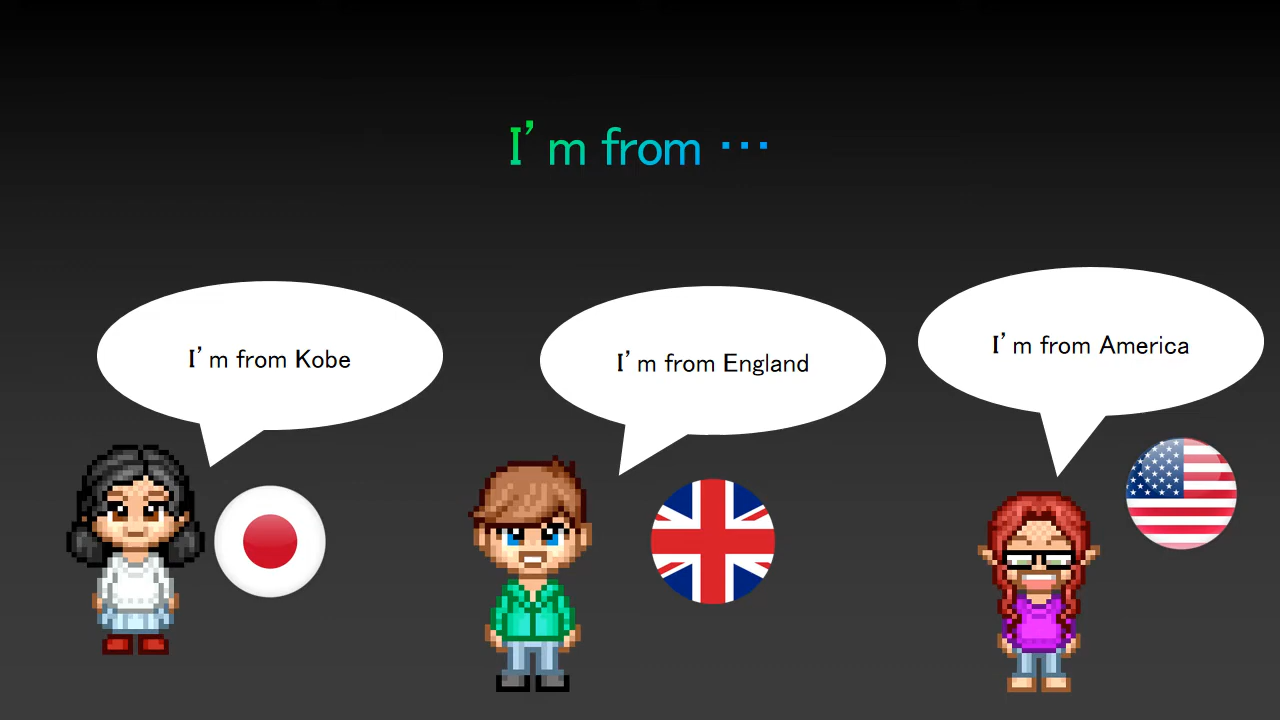 I’m from …
I’m from Kobe
I’m from England
I’m from America